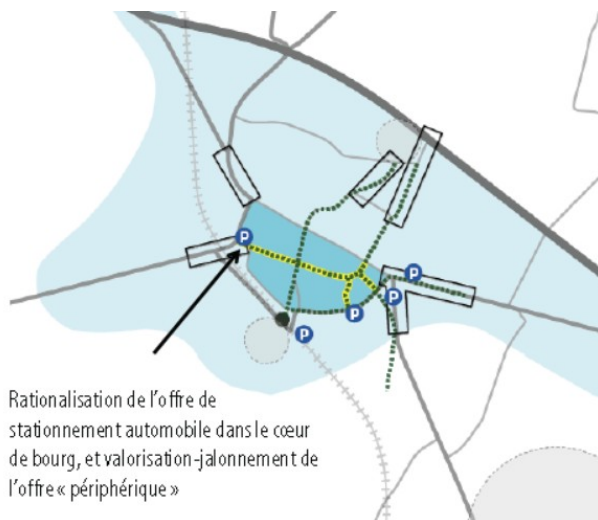 P
P
P
P
P
Rationalisation de l'offre de
stationnement automobile dans le cœur
de bourg, et valorisation-jalonnement de
l'offre « périphérique »